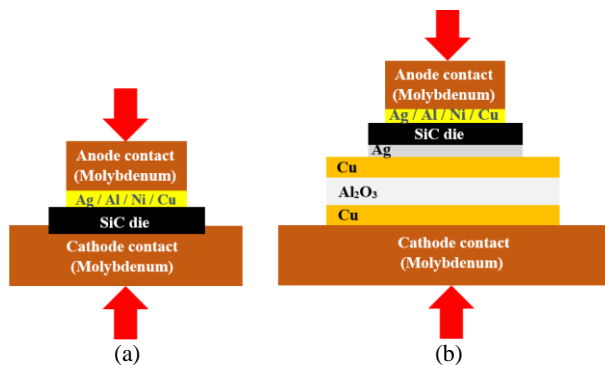 Anode contact
(Molybdenum)
Ag / Al / Ni / Cu
SiC die
Cathode contact
(Molybdenum)
(a)
Anode contact
(Molybdenum)
Ag / Al / Ni / Cu
SiC die
Ag
Cu
Al₂O₃
Cu
Cathode contact
(Molybdenum)
(b)